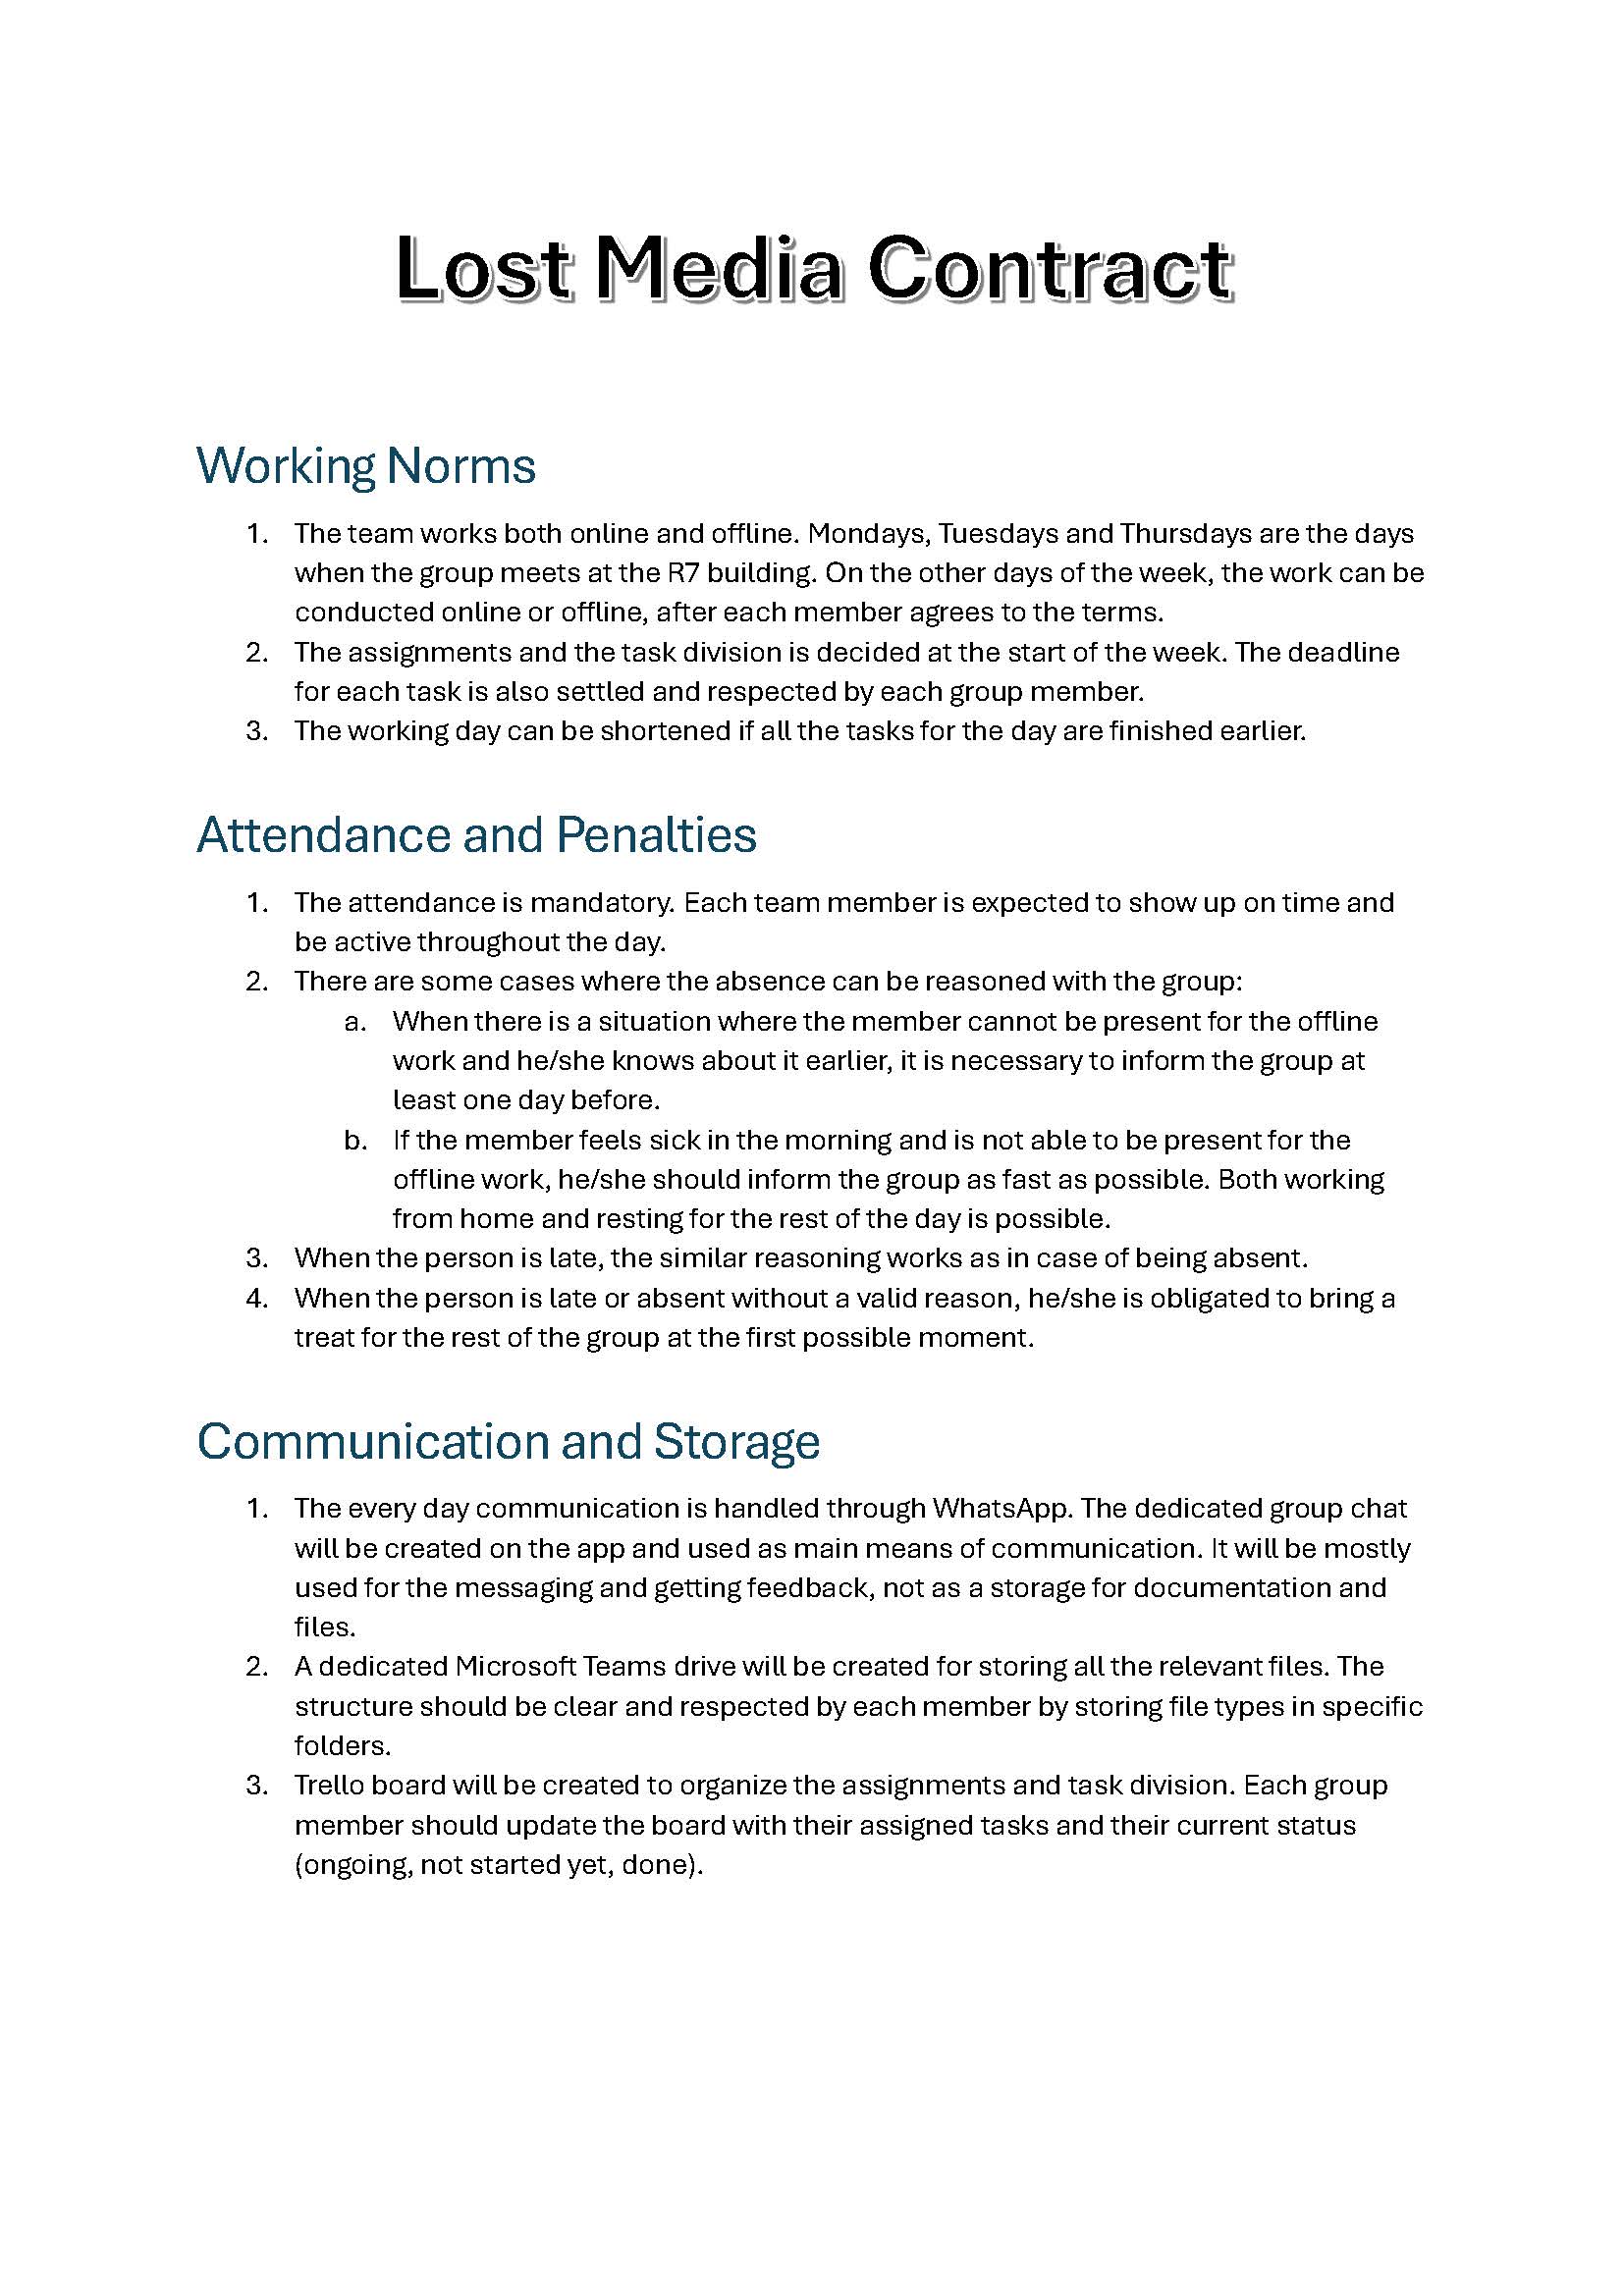 Lost Media Contract
Working Norms
1. The team works both online and offline. Mondays, Tuesdays and Thursdays are the days
when the group meets at the R7 building. On the other days of the week, the work can be
conducted online or offline, after each member agrees to the terms.
2. The assignments and the task division is decided at the start of the week. The deadline
for each task is also settled and respected by each group member.
3. The working day can be shortened if all the tasks for the day are finished earlier.
Attendance and Penalties
1. The attendance is mandatory. Each team member is expected to show up on time and
be active throughout the day.
2. There are some cases where the absence can be reasoned with the group:
a. When there is a situation where the member cannot be present for the offline
work and he/she knows about it earlier, it is necessary to inform the group at
least one day before.
b. If the member feels sick in the morning and is not able to be present for the
offline work, he/she should inform the group as fast as possible. Both working
from home and resting for the rest of the day is possible.
3. When the person is late, the similar reasoning works as in case of being absent.
4. When the person is late or absent without a valid reason, he/she is obligated to bring a
treat for the rest of the group at the first possible moment.
Communication and Storage
1. The every day communication is handled through WhatsApp. The dedicated group chat
will be created on the app and used as main means of communication. It will be mostly
used for the messaging and getting feedback, not as a storage for documentation and
files.
2. A dedicated Microsoft Teams drive will be created for storing all the relevant files. The
structure should be clear and respected by each member by storing file types in specific
folders.
3. Trello board will be created to organize the assignments and task division. Each group
member should update the board with their assigned tasks and their current status
(ongoing, not started yet, done).